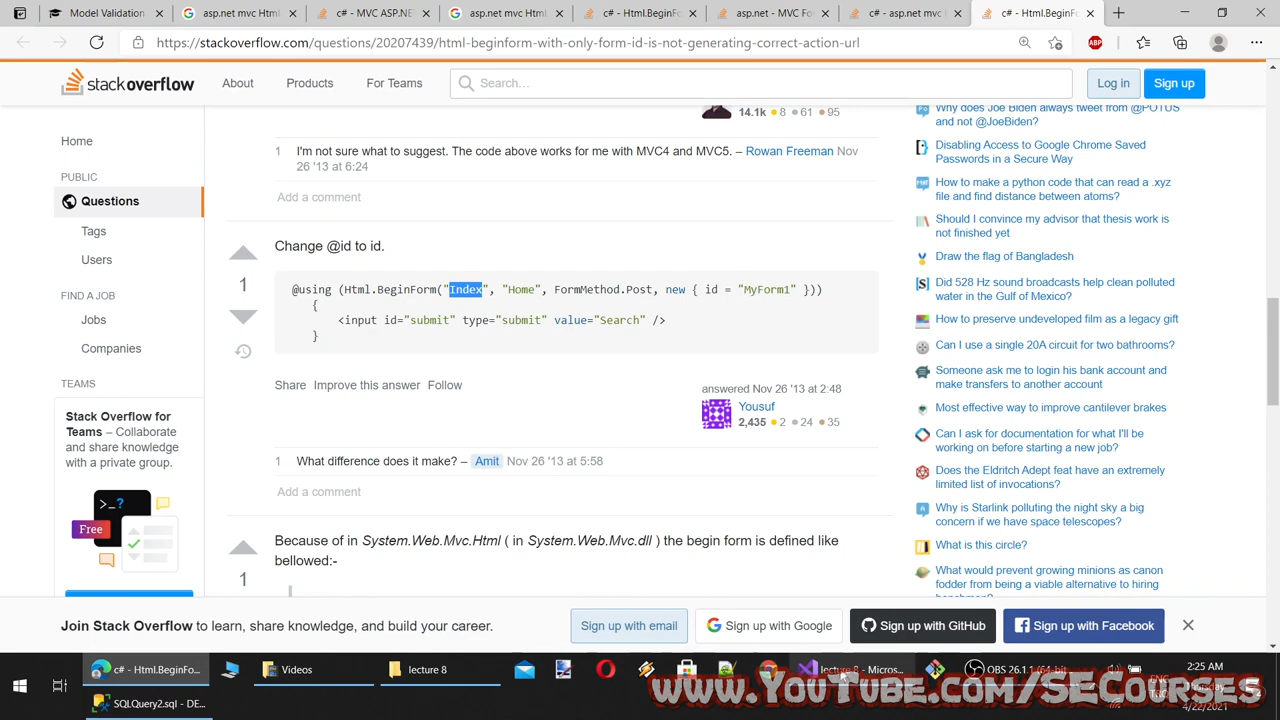 Model Validation
asp.net mvc html
c# - MVC ASP.NE
asp.net mvc Html
c# - Html.BeginF
asp.net - MVC Fo
c# - asp.net mvc
c# - Html.BeginFo
https://stackoverflow.com/questions/20207439/html-beginform-with-only-form-id-is-not-generating-correct-action-url
ABP
stackoverflow
About
Products
For Teams
Search...
Log in
Sign up
Home
PUBLIC
Questions
Tags
Users
FIND A JOB
Jobs
Companies
TEAMS
Stack Overflow for
Teams – Collaborate
and share knowledge
with a private group.
>_?
Free
14.1k 8 61 95
1 I'm not sure what to suggest. The code above works for me with MVC4 and MVC5. – Rowan Freeman Nov
26 '13 at 6:24
Add a comment
Change @id to id.
1
@using (Html.BeginForm("Index", "Home", FormMethod.Post, new { id = "MyForm1" }))
{
<input id="submit" type="submit" value="Search" />
}
Share Improve this answer Follow
answered Nov 26 '13 at 2:48
Yousuf
2,435 2 24 35
1 What difference does it make? – Amit Nov 26 '13 at 5:58
Add a comment
Because of in System.Web.Mvc.Html ( in System.Web.Mvc.dll ) the begin form is defined like
bellowed:-
1
Why does Joe Biden always tweet from @POTUS
and not @JoeBiden?
Disabling Access to Google Chrome Saved
Passwords in a Secure Way
How to make a python code that can read a .xyz
file and find distance between atoms?
Should I convince my advisor that thesis work is
not finished yet
Draw the flag of Bangladesh
Did 528 Hz sound broadcasts help clean polluted
water in the Gulf of Mexico?
How to preserve undeveloped film as a legacy gift
Can I use a single 20A circuit for two bathrooms?
Someone ask me to login his bank account and
make transfers to another account
Most effective way to improve cantilever brakes
Can I ask for documentation for what I'll be
working on before starting a new job?
Does the Eldritch Adept feat have an extremely
limited list of invocations?
Why is Starlink polluting the night sky a big
concern if we have space telescopes?
What is this circle?
What would prevent growing minions as canon
fodder from being a viable alternative to hiring
Join Stack Overflow to learn, share knowledge, and build your career.
Sign up with email
Sign up with Google
Sign up with GitHub
Sign up with Facebook
c# - Html.BeginFo...
Videos
lecture 8
lecture 8 - Micros...
OBS 26.1.1 (64-bit...
ENG
2:25 AM
Thursday
4/22/2021
SQLQuery2.sql - DE...
www.YouTube.com/SECourses